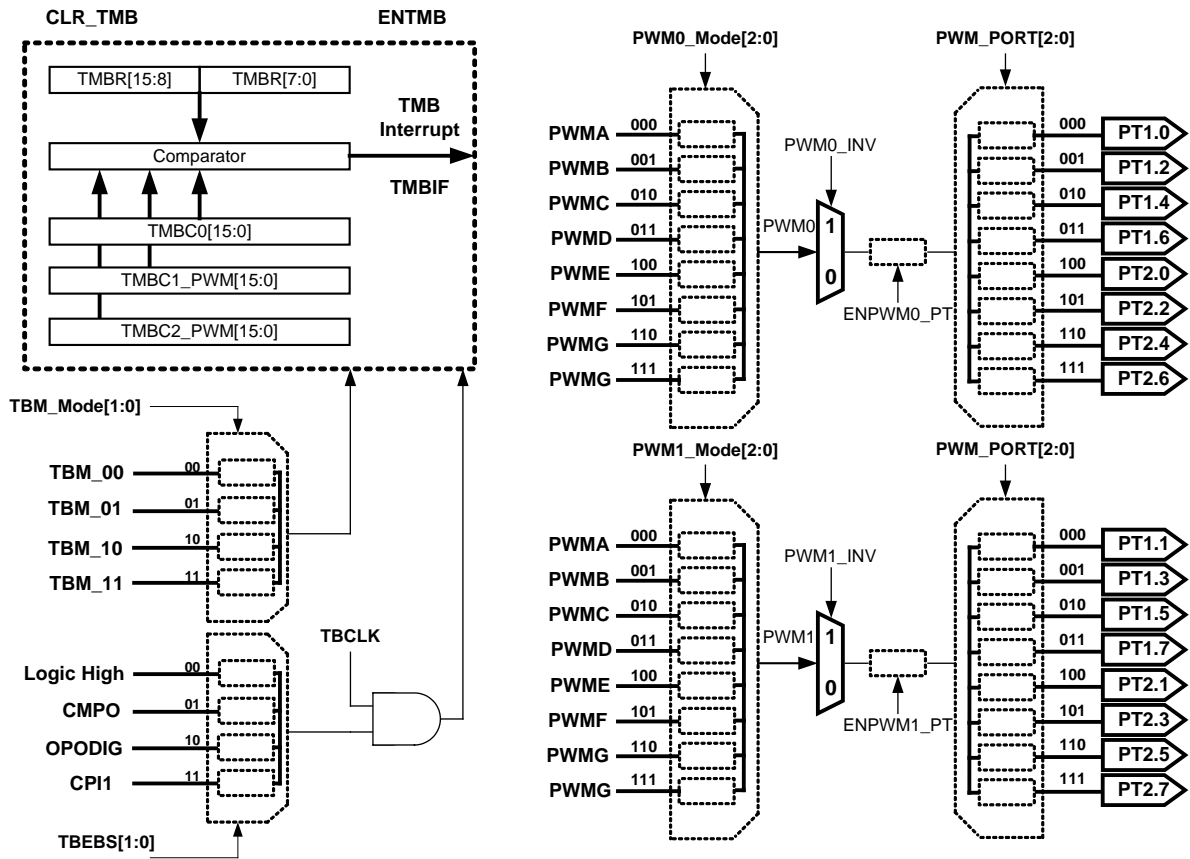 CLR_TMB ENTMB
TMBR[15:8] TMBR[7:0]
TMB
Interrupt
Comparator
TMBIF
TMBC0[15:0]
TMBC1_PWM[15:0]
TMBC2_PWM[15:0]
TBM_Mode[1:0]
TBM_00 00
TBM_01 01
TBM_10 10
TBM_11 11
TBCLK
Logic High 00
CMPO 01
OPODIG 10
CPI1 11
TBEBS[1:0]
PWM0_Mode[2:0] PWM_PORT[2:0]
PWMA 000
PWMB 001
PWMC 010
PWMD 011
PWME 100
PWMF 101
PWMG 110
PWMG 111
PWM0_INV
PWM0
1
0
ENPWM0_PT
000 PT1.0
001 PT1.2
010 PT1.4
011 PT1.6
100 PT2.0
101 PT2.2
110 PT2.4
111 PT2.6
PWM1_Mode[2:0] PWM_PORT[2:0]
PWMA 000
PWMB 001
PWMC 010
PWMD 011
PWME 100
PWMF 101
PWMG 110
PWMG 111
PWM1_INV
PWM1
1
0
ENPWM1_PT
000 PT1.1
001 PT1.3
010 PT1.5
011 PT1.7
100 PT2.1
101 PT2.3
110 PT2.5
111 PT2.7